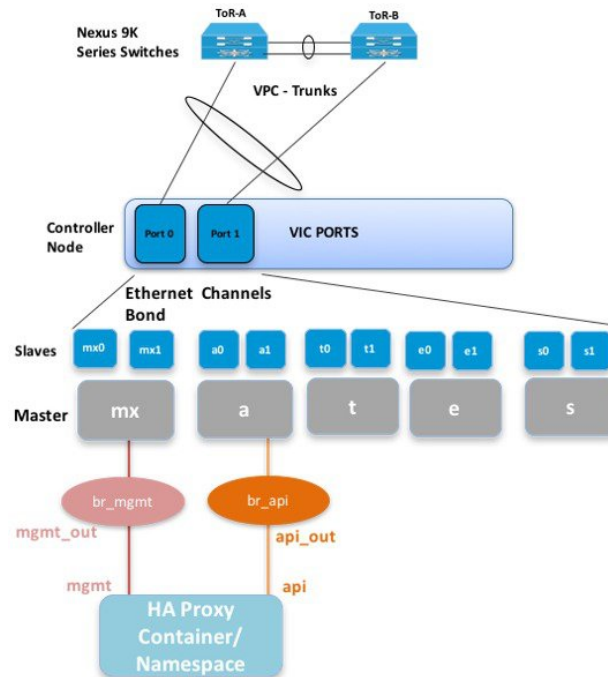 ToR-A
ToR-B
Nexus 9K
Series Switches
VPC - Trunks
Controller
Node
Port 0
Port 1
VIC PORTS
Ethernet Channels
Bond
Slaves
mx0
mx1
a0
a1
t0
t1
e0
e1
s0
s1
Master
mx
a
t
e
s
br_mgmt
br_api
mgmt_out
api_out
mgmt
api
HA Proxy
Container/
Namespace